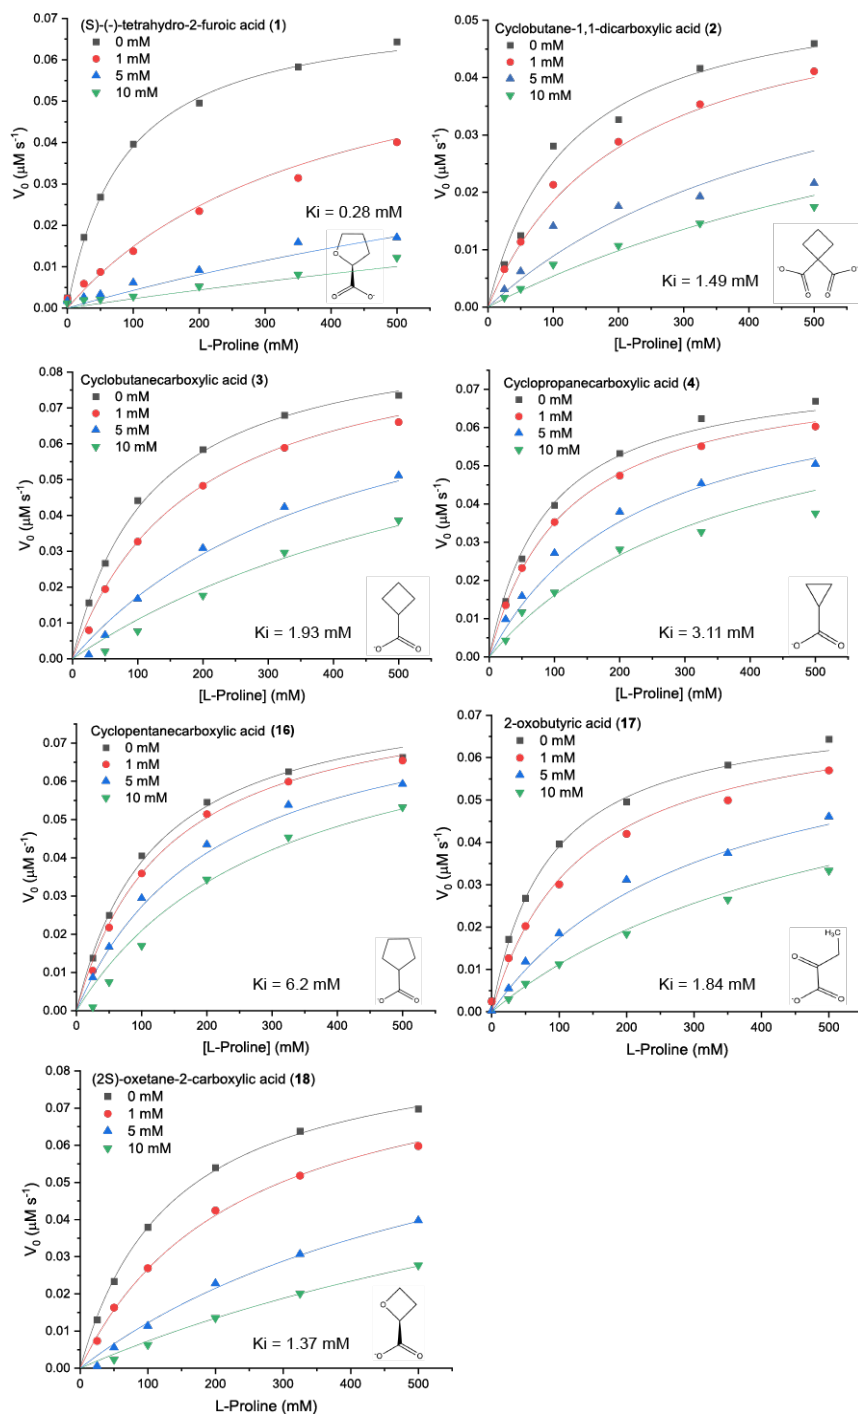 (S)-(-)-tetrahydro-2-furoic acid (1)
0 mM
1 mM
5 mM
10 mM
0.07
0.06
0.05
0.04
0.03
0.02
0.01
0.00
V0 (µM s-1)
Ki = 0.28 mM
O
O
O-
0 100 200 300 400 500
L-Proline (mM)
Cyclobutane-1,1-dicarboxylic acid (2)
0 mM
1 mM
5 mM
10 mM
0.05
0.04
0.03
0.02
0.01
0.00
V0 (µM s-1)
Ki = 1.49 mM
-O O-
O O
0 100 200 300 400 500
[L-Proline] (mM)
Cyclobutanecarboxylic acid (3)
0 mM
1 mM
5 mM
10 mM
0.08
0.07
0.06
0.05
0.04
0.03
0.02
0.01
0.00
V0 (µM s-1)
Ki = 1.93 mM
-O O
0 100 200 300 400 500
[L-Proline] (mM)
Cyclopropanecarboxylic acid (4)
0 mM
1 mM
5 mM
10 mM
0.07
0.06
0.05
0.04
0.03
0.02
0.01
0.00
V0 (µM s-1)
Ki = 3.11 mM
-O O
0 100 200 300 400 500
[L-Proline] (mM)
Cyclopentanecarboxylic acid (16)
0 mM
1 mM
5 mM
10 mM
0.07
0.06
0.05
0.04
0.03
0.02
0.01
0.00
V0 (µM s-1)
Ki = 6.2 mM
-O O
0 100 200 300 400 500
[L-Proline] (mM)
2-oxobutyric acid (17)
0 mM
1 mM
5 mM
10 mM
0.07
0.06
0.05
0.04
0.03
0.02
0.01
0.00
V0 (µM s-1)
Ki = 1.84 mM
H3C
O
-O O
0 100 200 300 400 500
L-Proline (mM)
(2S)-oxetane-2-carboxylic acid (18)
0 mM
1 mM
5 mM
10 mM
0.08
0.07
0.06
0.05
0.04
0.03
0.02
0.01
0.00
V0 (µM s-1)
Ki = 1.37 mM
O
-O O
0 100 200 300 400 500
L-Proline (mM)